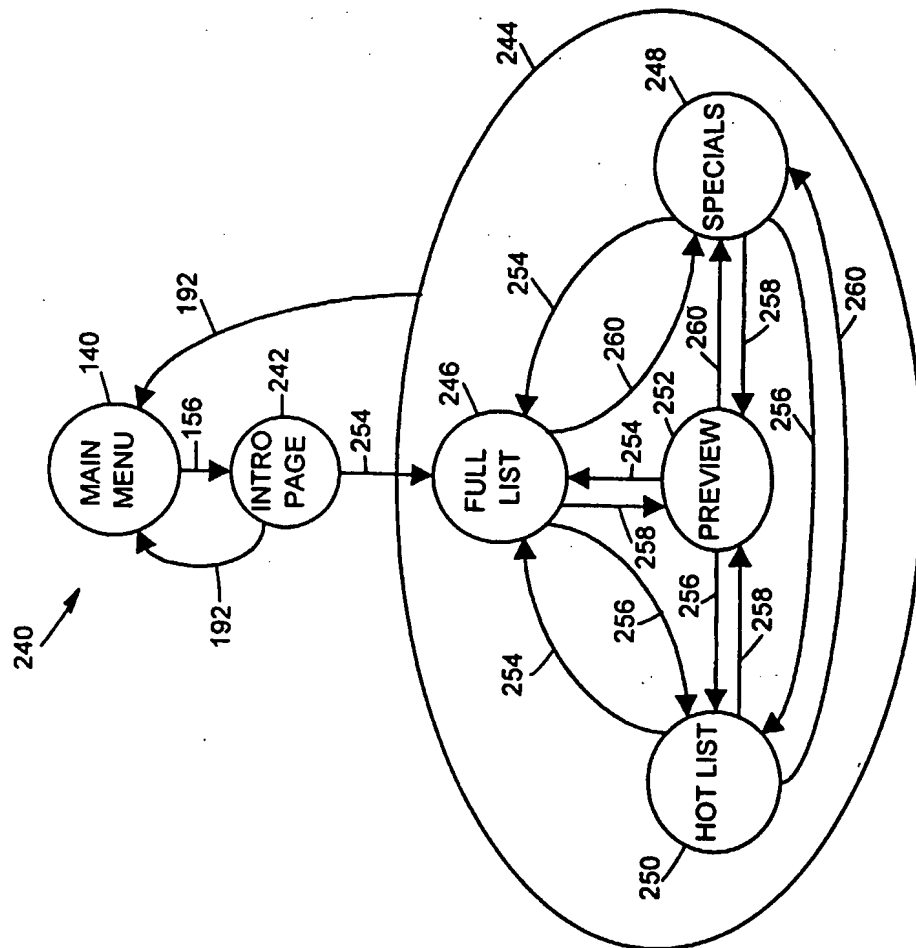 240
MAIN
MENU
140
192
156
192
INTRO
PAGE
242
254
244
FULL
LIST
246
254
254
256
260
258
254
HOT LIST
250
PREVIEW
252
SPECIALS
248
256
258
260
258
256
260